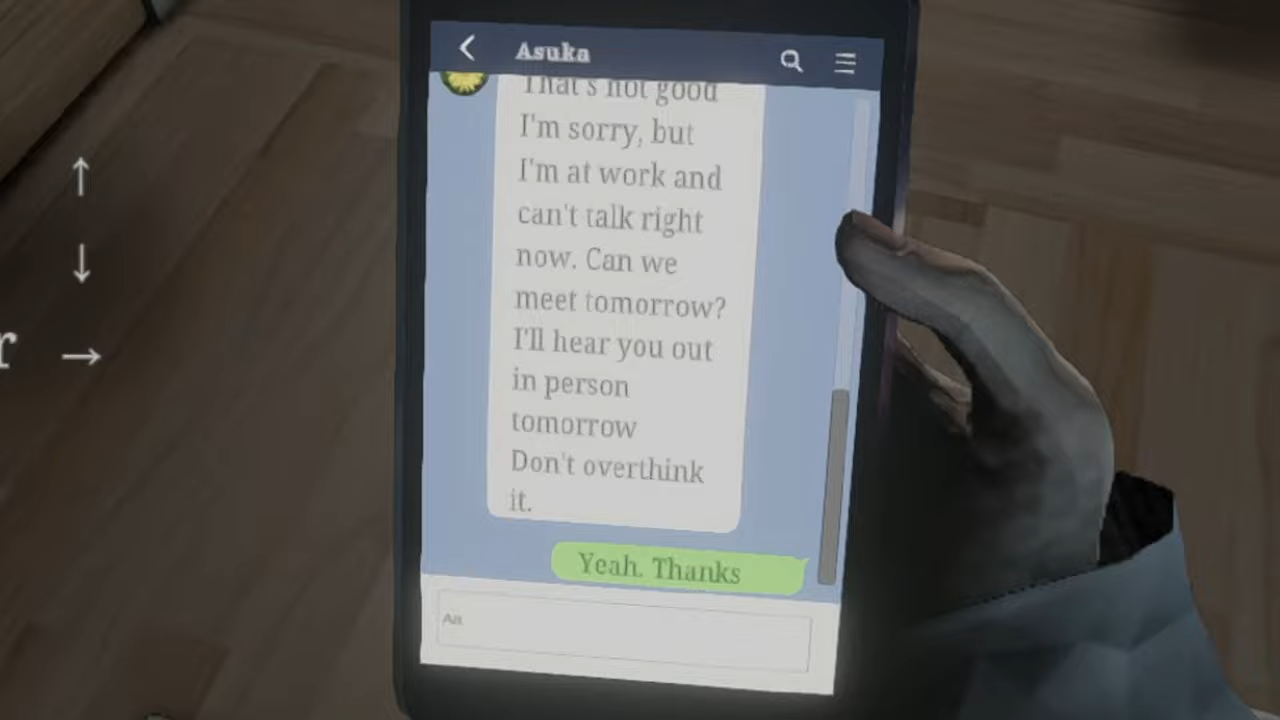 Asuka
That's not good
I'm sorry, but
I'm at work and
can't talk right
now. Can we
meet tomorrow?
I'll hear you out
in person
tomorrow
Don't overthink
it.
Yeah. Thanks
Aa
r →
↑
↓